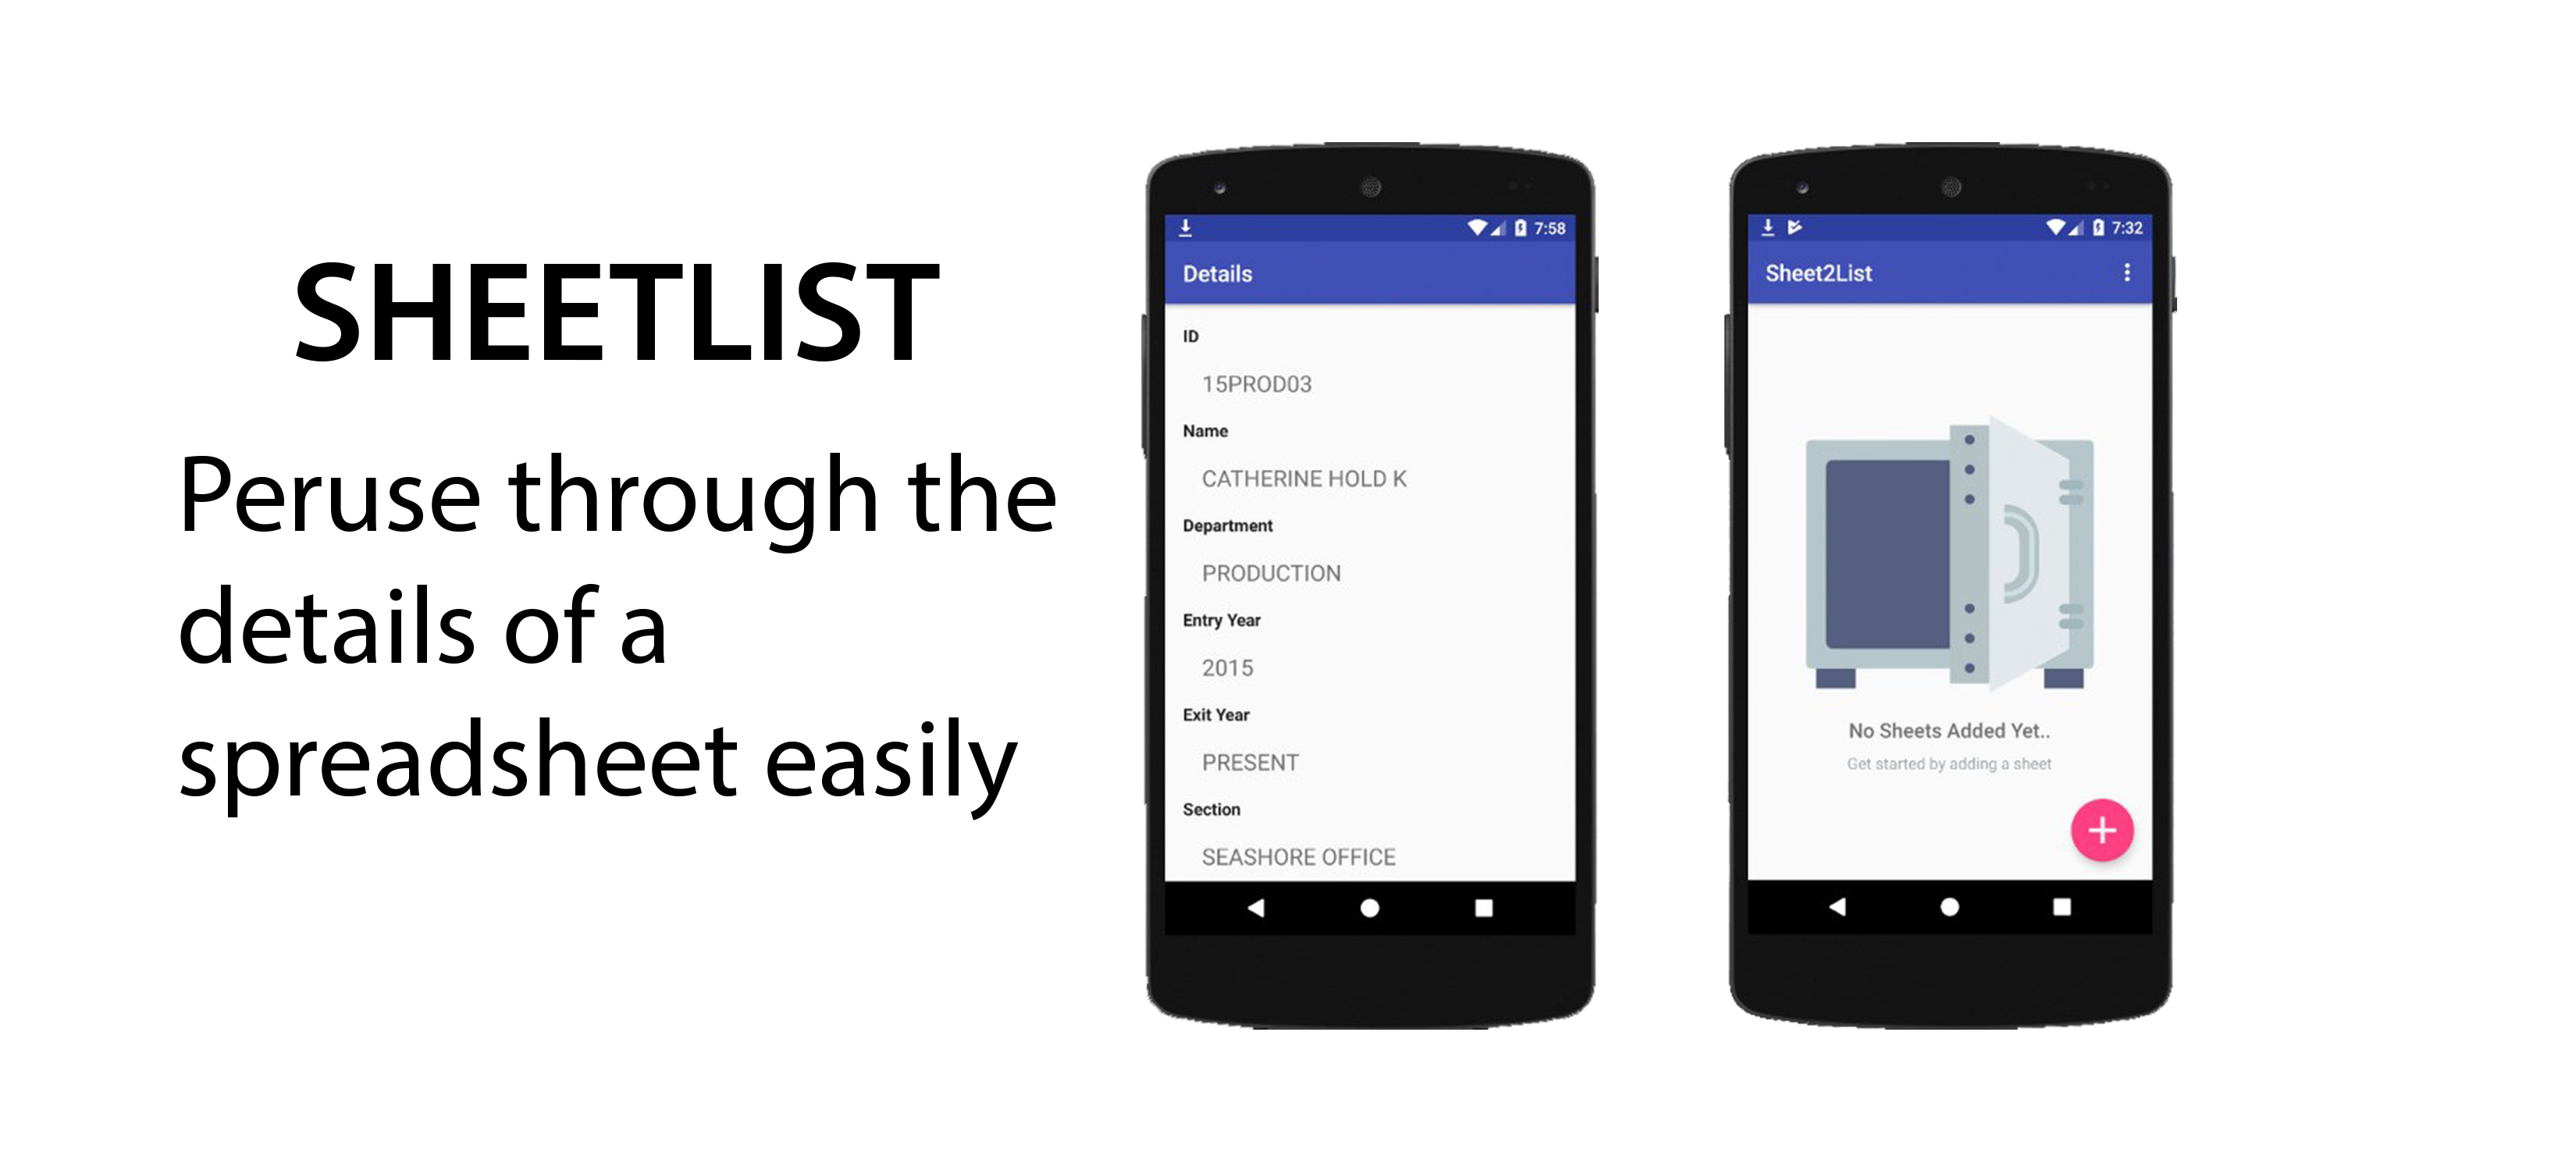 SHEETLIST
Peruse through the
details of a
spreadsheet easily
7:58
Details
ID
15PROD03
Name
CATHERINE HOLD K
Department
PRODUCTION
Entry Year
2015
Exit Year
PRESENT
Section
SEASHORE OFFICE
7:32
Sheet2List
No Sheets Added Yet..
Get started by adding a sheet